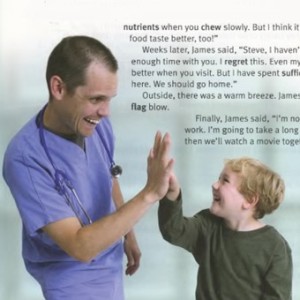 nutrients when you chew slowly. But I think it
food taste better, too!"
Weeks later, James said, "Steve, I haven'
enough time with you. I regret this. Even my
better when you visit. But I have spent suffi
here. We should go home."
Outside, there was a warm breeze. James
flag blow.
Finally, James said, "I'm no
work. I'm going to take a long
then we'll watch a movie toget